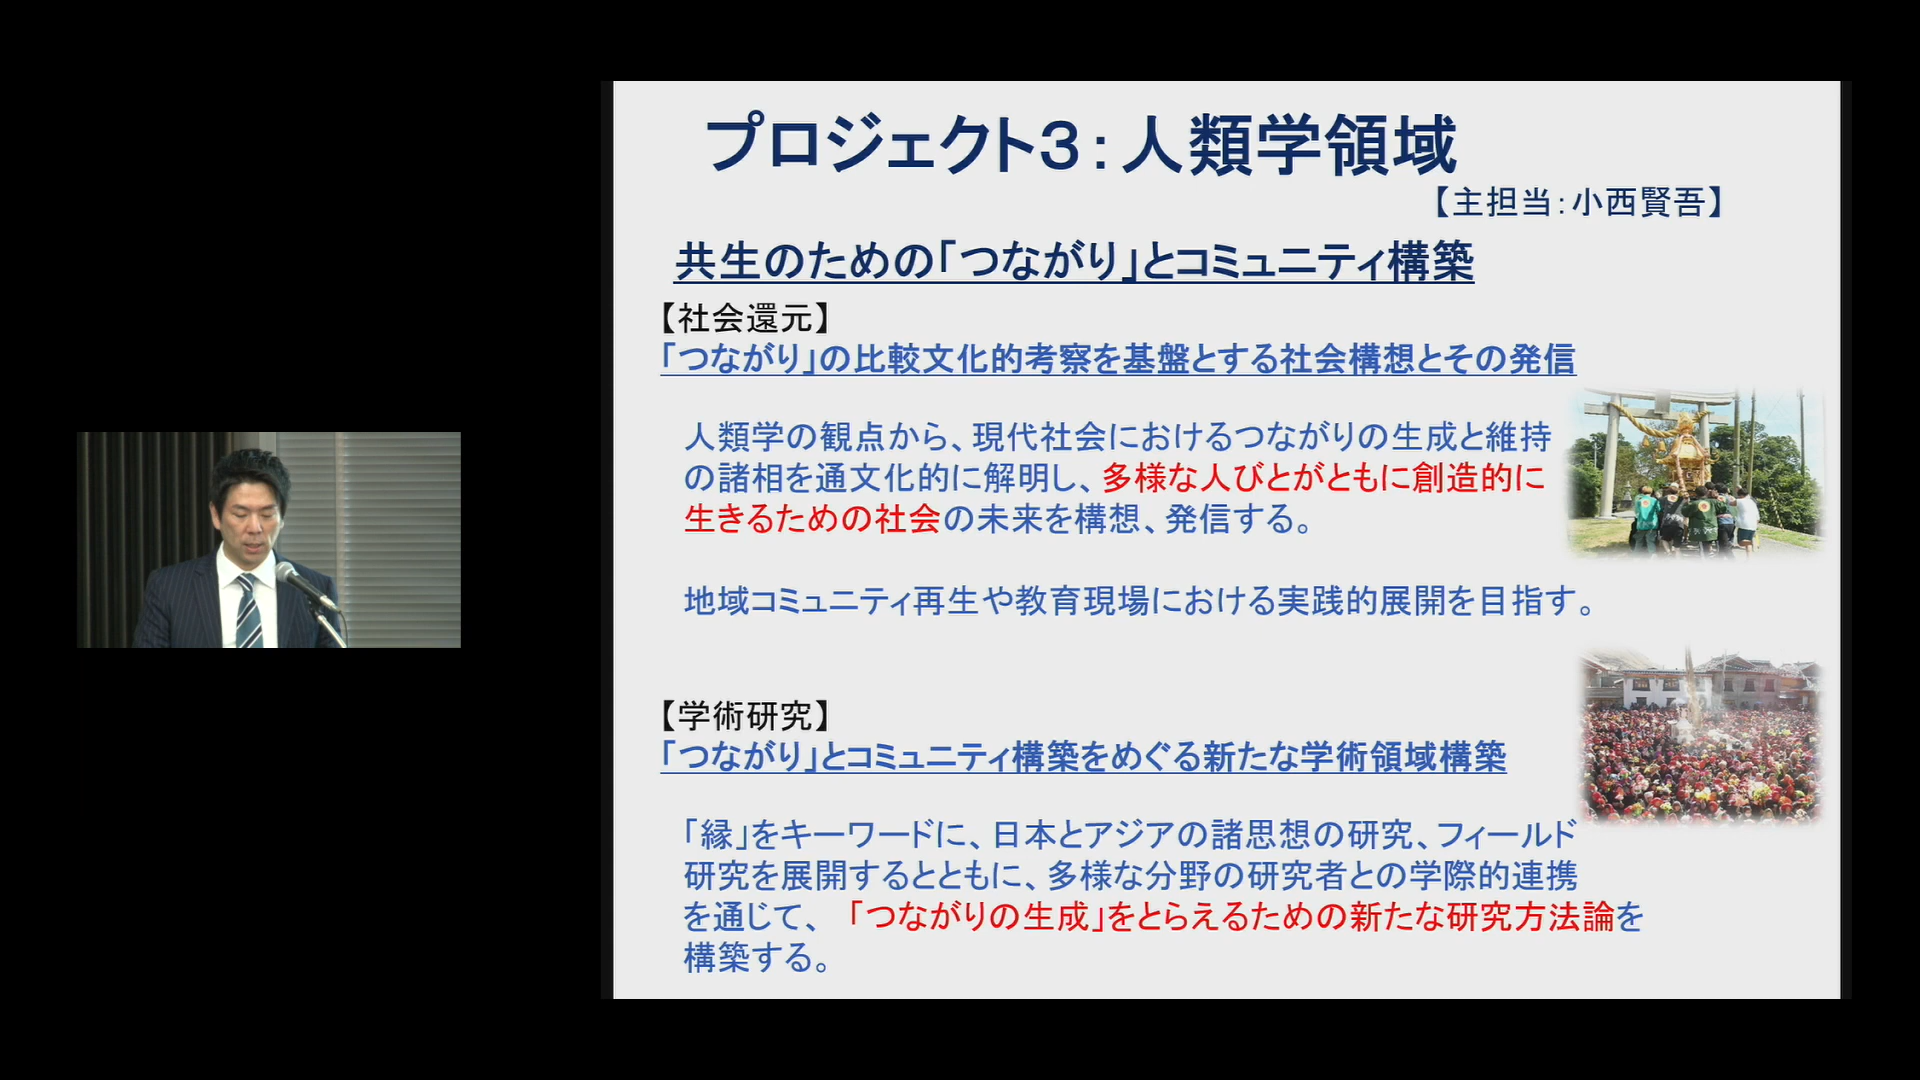 プロジェクト3：人類学領域
【主担当：小西賢吾】
共生のための「つながり」とコミュニティ構築
【社会還元】
「つながり」の比較文化的考察を基盤とする社会構想とその発信
人類学の観点から、現代社会におけるつながりの生成と維持
の諸相を通文化的に解明し、多様な人びとがともに創造的に
生きるための社会の未来を構想、発信する。
地域コミュニティ再生や教育現場における実践的展開を目指す。
【学術研究】
「つながり」とコミュニティ構築をめぐる新たな学術領域構築
「縁」をキーワードに、日本とアジアの諸思想の研究、フィールド
研究を展開するとともに、多様な分野の研究者との学際的連携
を通じて、「つながりの生成」をとらえるための新たな研究方法論を
構築する。